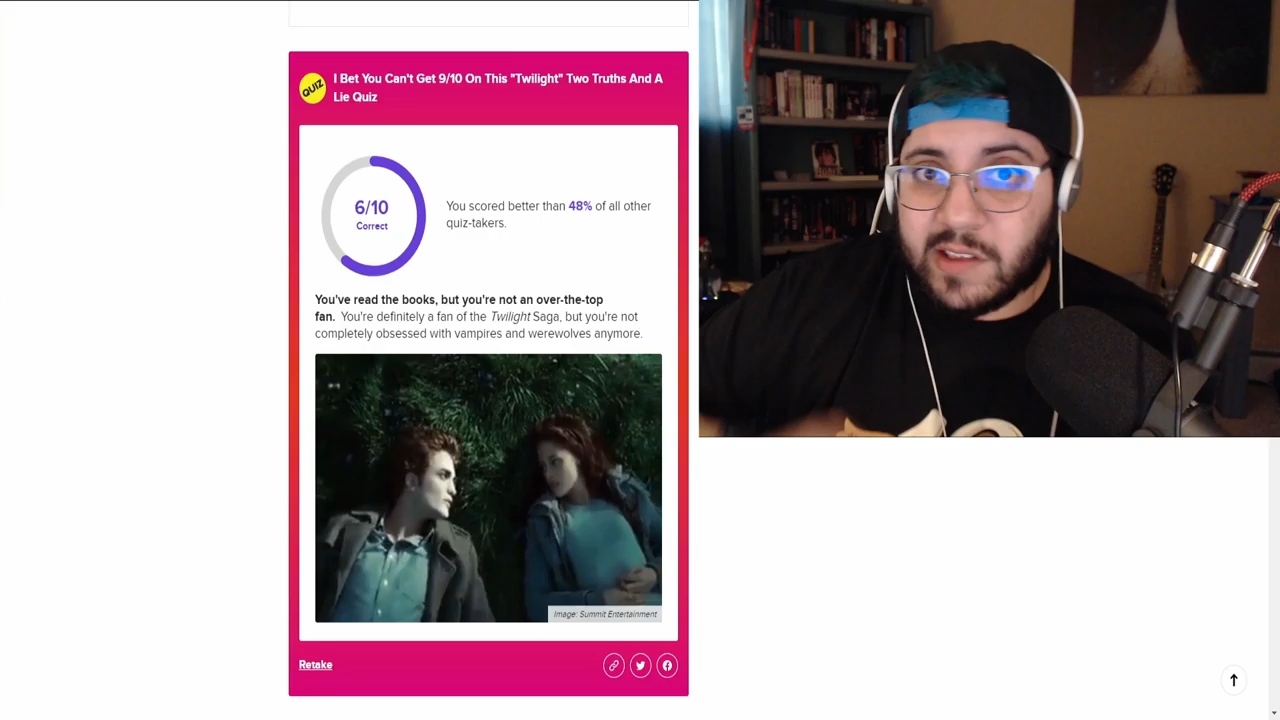 QUIZ
I Bet You Can't Get 9/10 On This "Twilight" Two Truths And A
Lie Quiz
6/10
Correct
You scored better than 48% of all other
quiz-takers.
You've read the books, but you're not an over-the-top
fan. You're definitely a fan of the Twilight Saga, but you're not
completely obsessed with vampires and werewolves anymore.
Image: Summit Entertainment
Retake